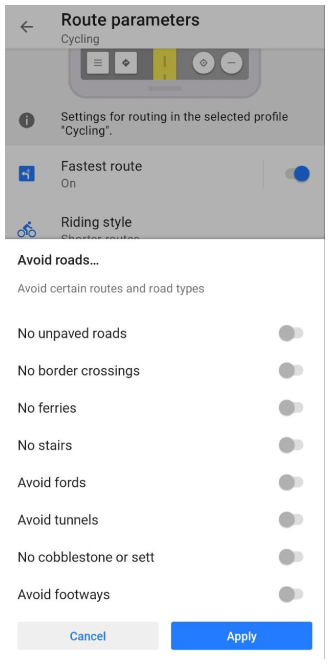 Route parameters
Cycling
Settings for routing in the selected profile
"Cycling".
Fastest route
On
Riding style
Shorter routes
Avoid roads...
Avoid certain routes and road types
No unpaved roads
No border crossings
No ferries
No stairs
Avoid fords
Avoid tunnels
No cobblestone or sett
Avoid footways
Cancel
Apply